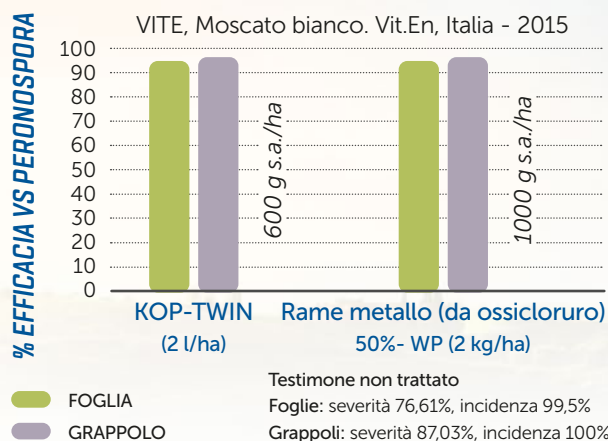 VITE, Moscato bianco. Vit.En, Italia - 2015
% EFFICACIA VS PERONOSPORA
100
90
80
70
60
50
40
30
20
10
0
600 g s.a./ha
1000 g s.a./ha
KOP-TWIN
(2 l/ha)
Rame metallo (da ossicloruro)
50%- WP (2 kg/ha)
FOGLIA
GRAPPOLO
Testimone non trattato
Foglie: severità 76,61%, incidenza 99,5%
Grappoli: severità 87,03%, incidenza 100%